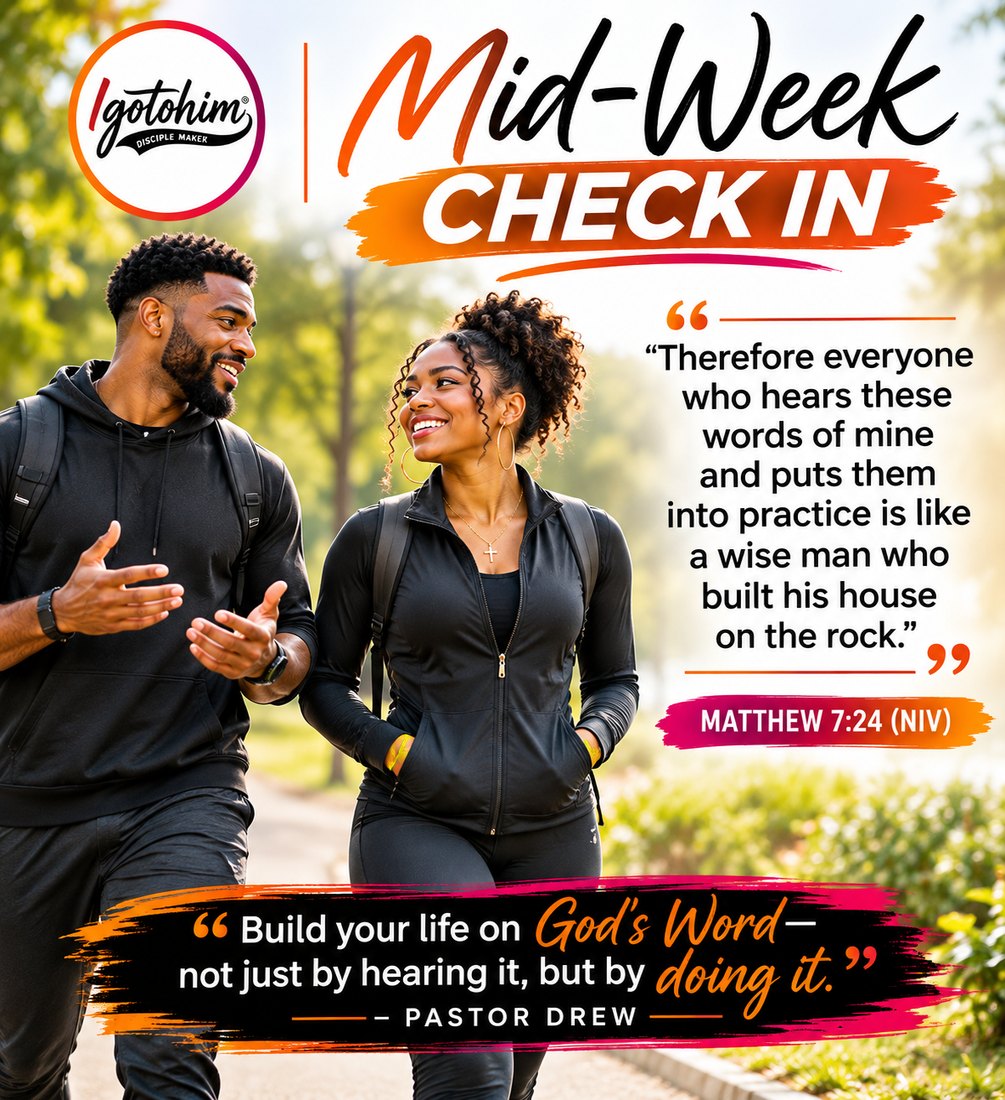 Igotohim®
DISCIPLE MAKER
Mid-Week
CHECK IN
“
“Therefore everyone
who hears these
words of mine
and puts them
into practice is like
a wise man who
built his house
on the rock.”
”
MATTHEW 7:24 (NIV)
“Build your life on God's Word—
not just by hearing it, but by doing it.”
– PASTOR DREW